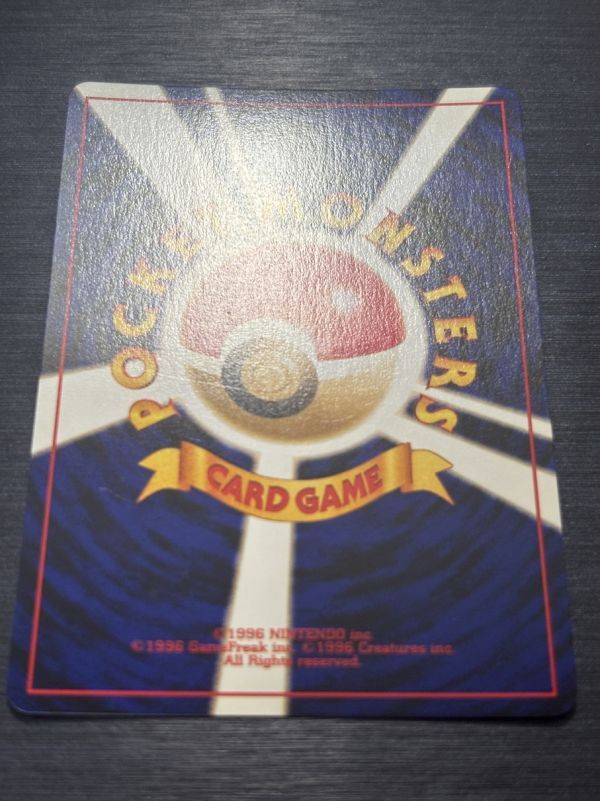 POCKET MONSTERS
CARD GAME
©1996 NINTENDO inc
©1996 GameFreak inc. ©1996 Creatures inc.
All Rights reserved.